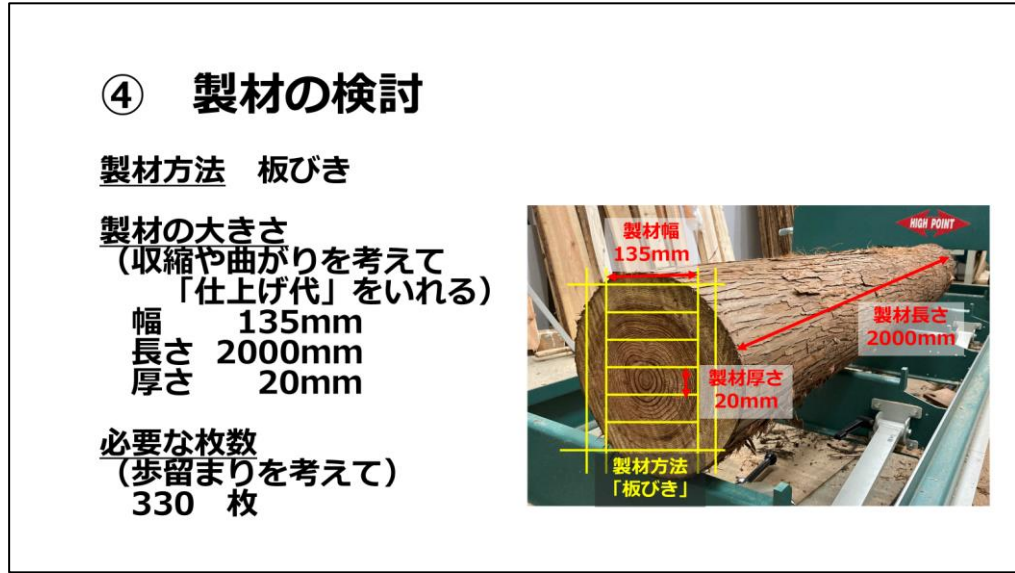 ④　製材の検討
製材方法　板びき
製材の大きさ
（収縮や曲がりを考えて
「仕上げ代」をいれる）
幅　135mm
長さ　2000mm
厚さ　20mm
必要な枚数
（歩留まりを考えて）
330　枚
HIGH POINT
製材幅
135mm
製材長さ
2000mm
製材厚さ
20mm
製材方法
「板びき」